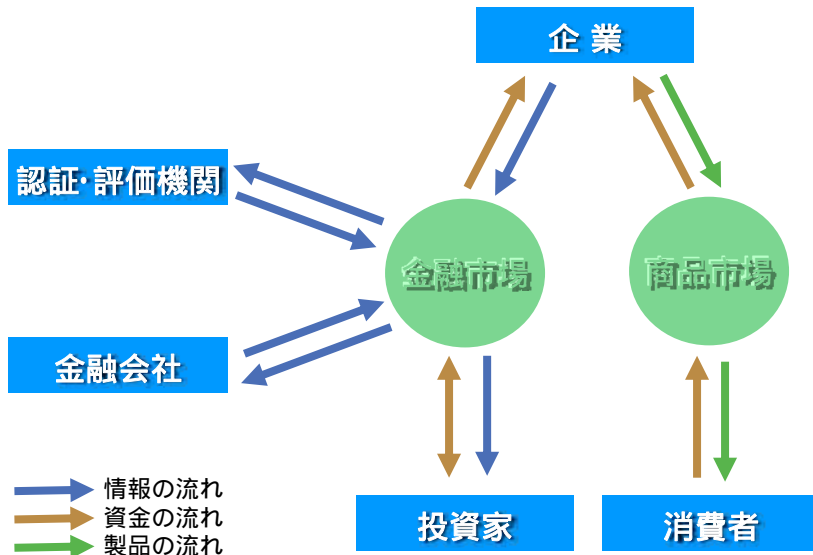 企 業
認証・評価機関
金融市場
商品市場
金融会社
情報の流れ
資金の流れ
製品の流れ
投資家
消費者